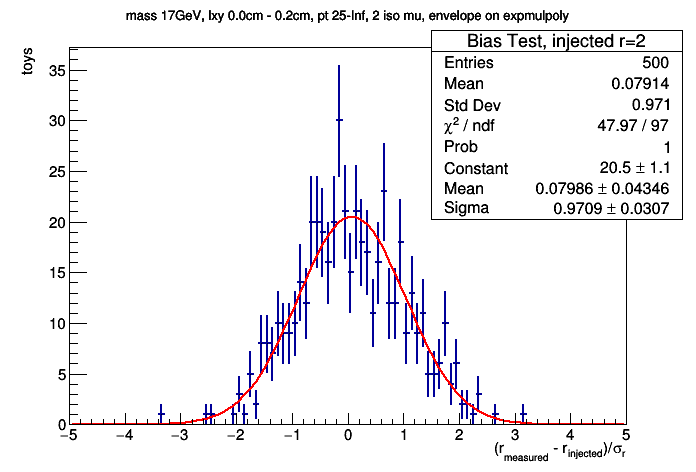 mass 17GeV, lxy 0.0cm - 0.2cm, pt 25-Inf, 2 iso mu, envelope on expmulpoly
Bias Test, injected r=2
Entries 500
Mean 0.07914
Std Dev 0.971
χ² / ndf 47.97 / 97
Prob 1
Constant 20.5 ± 1.1
Mean 0.07986 ± 0.04346
Sigma 0.9709 ± 0.0307
toys
35
30
25
20
15
10
5
0
−5 −4 −3 −2 −1 0 1 2 3 4 5
(r_measured - r_injected)/σ_r